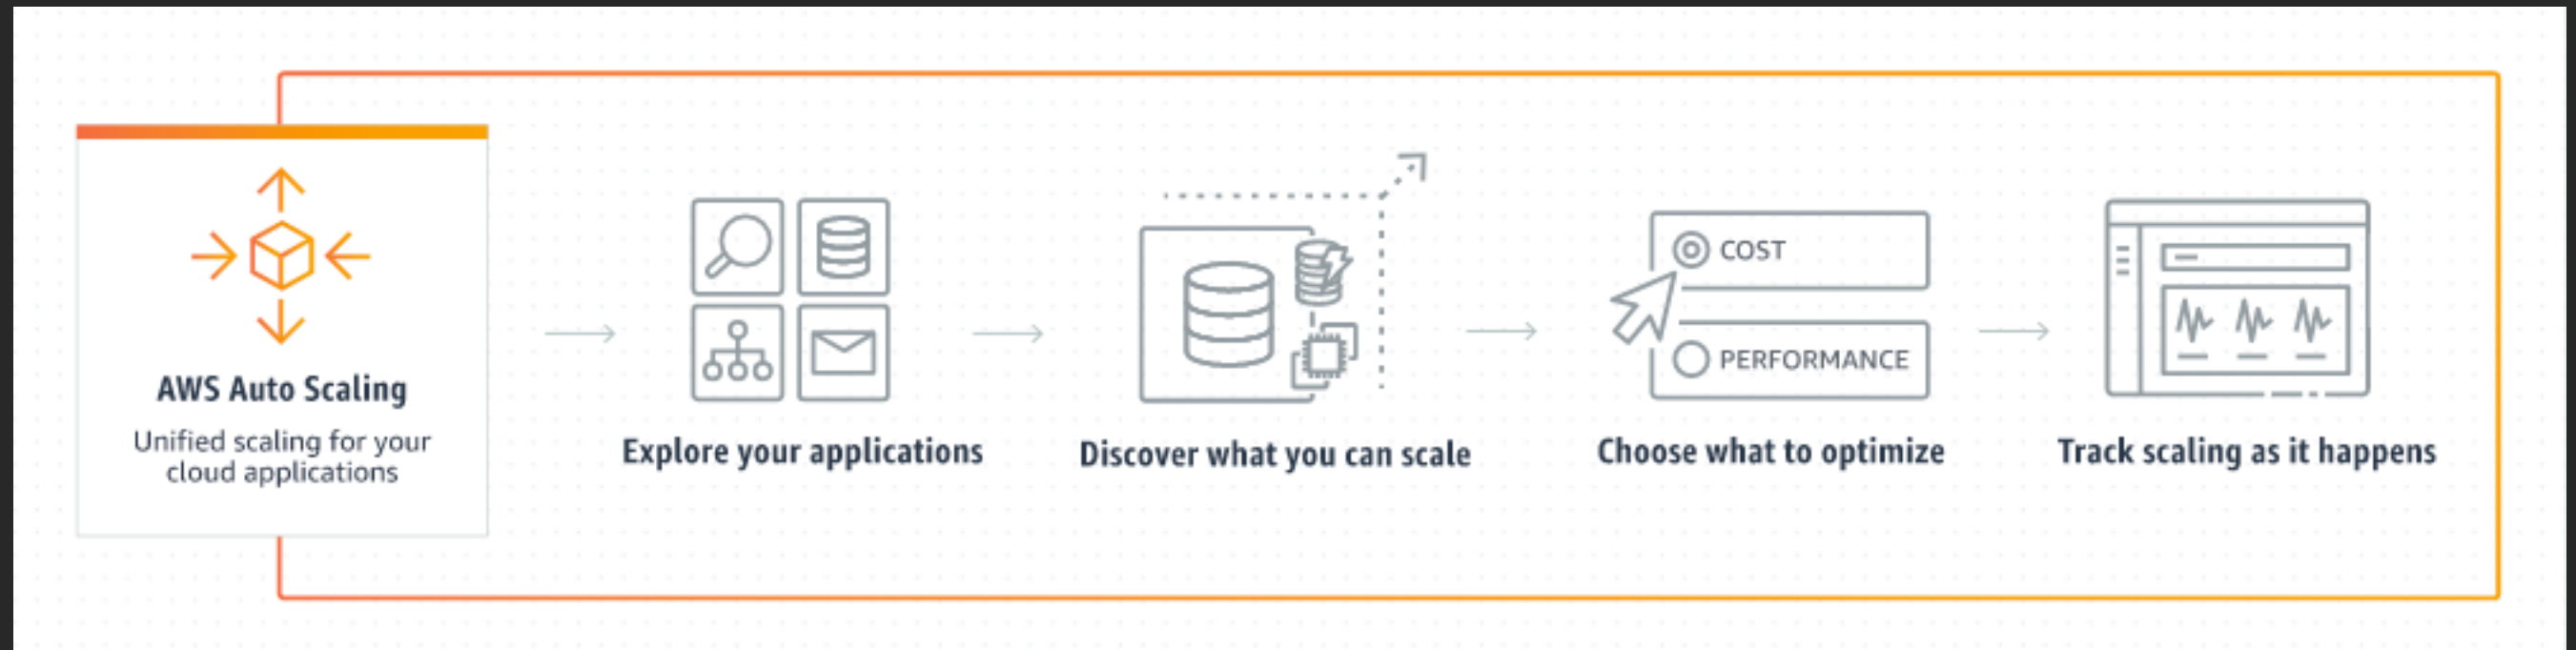 AWS Auto Scaling
Unified scaling for your
cloud applications
Explore your applications
Discover what you can scale
COST
PERFORMANCE
Choose what to optimize
Track scaling as it happens